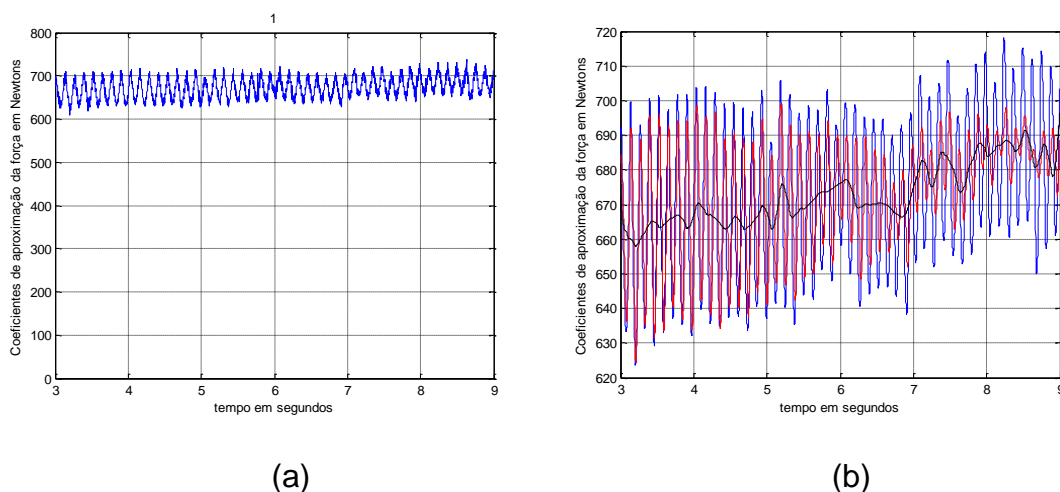 1
800
700
600
500
400
300
200
100
0
3 4 5 6 7 8 9
tempo em segundos
Coeficientes de aproximação da força em Newtons
(a)
720
710
700
690
680
670
660
650
640
630
620
3 4 5 6 7 8 9
tempo em segundos
Coeficientes de aproximação da força em Newtons
(b)